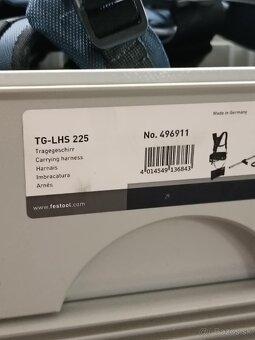 Made in Germany
TG-LHS 225
No. 496911
Tragegeschirr
Carrying harness
Harnais
Imbracatura
Arnés
4 014549 136843
www.festool.com